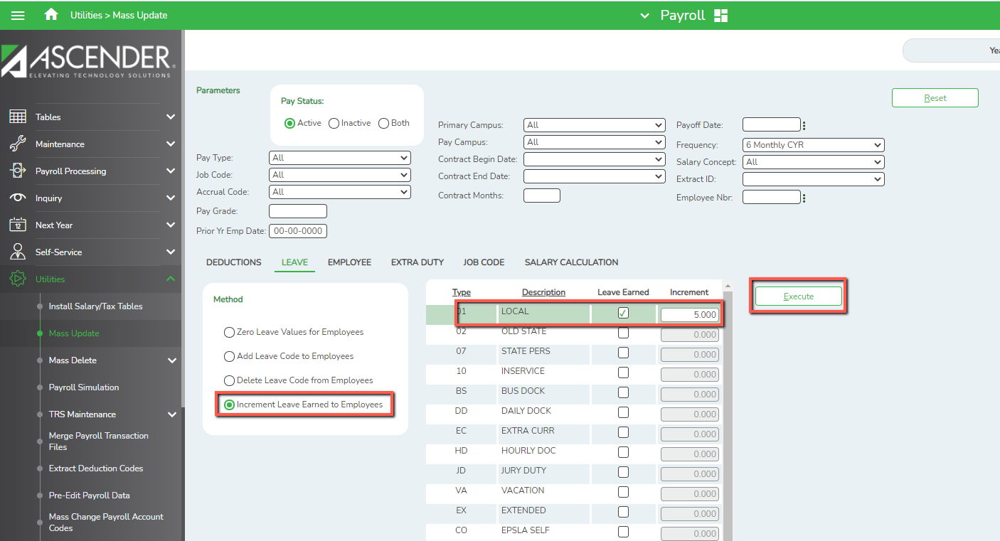 Utilities > Mass Update
Payroll
ASCENDER
ELEVATING TECHNOLOGY SOLUTIONS
Yea
Tables
Maintenance
Payroll Processing
Inquiry
12
Next Year
Self-Service
Utilities
Install Salary/Tax Tables
Mass Update
Mass Delete
Payroll Simulation
TRS Maintenance
Merge Payroll Transaction
Files
Extract Deduction Codes
Pre-Edit Payroll Data
Mass Change Payroll Account
Codes
Parameters
Pay Status:
Active Inactive Both
Reset
Pay Type: All
Job Code: All
Accrual Code: All
Pay Grade:
Prior Yr Emp Date: 00-00-0000
Primary Campus: All
Pay Campus: All
Contract Begin Date:
Contract End Date:
Contract Months:
Payoff Date:
Frequency: 6 Monthly CYR
Salary Concept: All
Extract ID:
Employee Nbr:
DEDUCTIONS LEAVE EMPLOYEE EXTRA DUTY JOB CODE SALARY CALCULATION
Method
Zero Leave Values for Employees
Add Leave Code to Employees
Delete Leave Code from Employees
Increment Leave Earned to Employees
Type Description Leave Earned Increment
01 LOCAL 5.000
02 OLD STATE 0.000
07 STATE PERS 0.000
10 INSERVICE 0.000
BS BUS DOCK 0.000
DD DAILY DOCK 0.000
EC EXTRA CURR 0.000
HD HOURLY DOC 0.000
JD JURY DUTY 0.000
VA VACATION 0.000
EX EXTENDED 0.000
CO EPSLA SELF 0.000
Execute